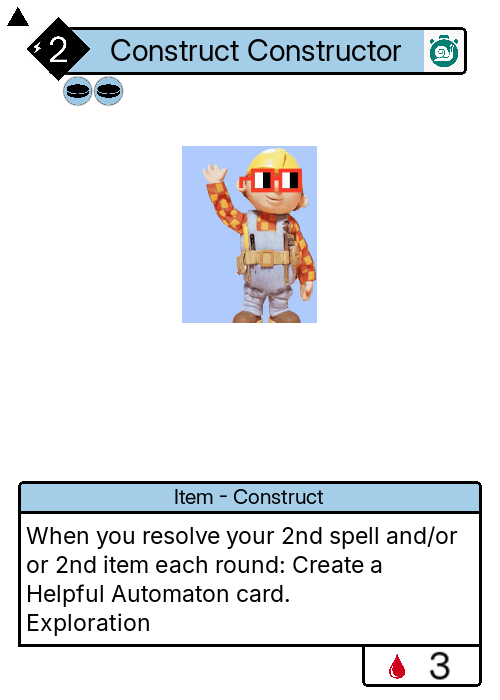 2
Construct Constructor
Item - Construct
When you resolve your 2nd spell and/or
or 2nd item each round: Create a
Helpful Automaton card.
Exploration
3